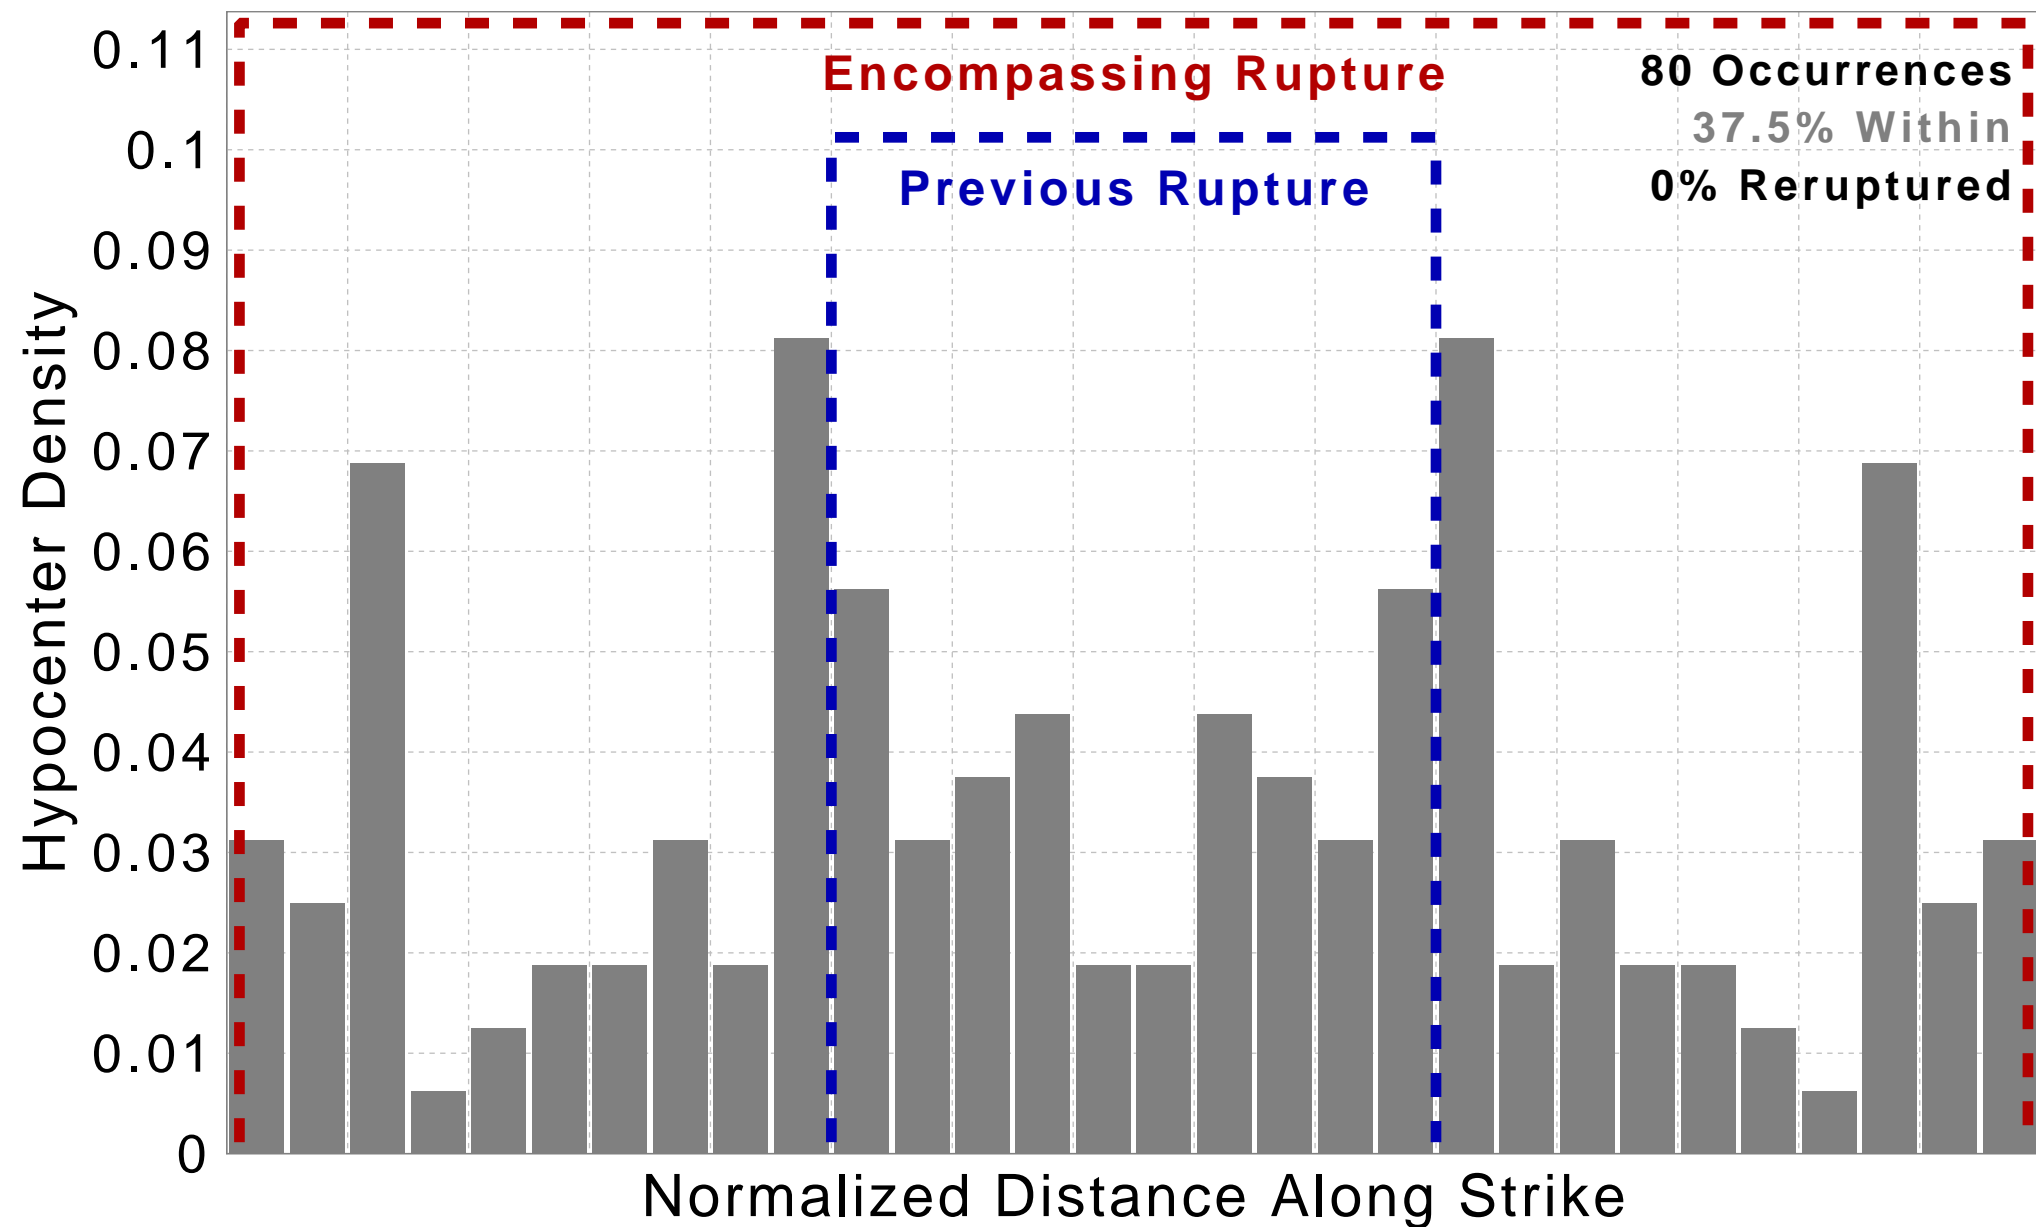 0.11
0.1
0.09
0.08
0.07
0.06
0.05
0.04
0.03
0.02
0.01
0
Hypocenter Density
Encompassing Rupture
Previous Rupture
80 Occurrences
37.5% Within
0% Reruptured
Normalized Distance Along Strike